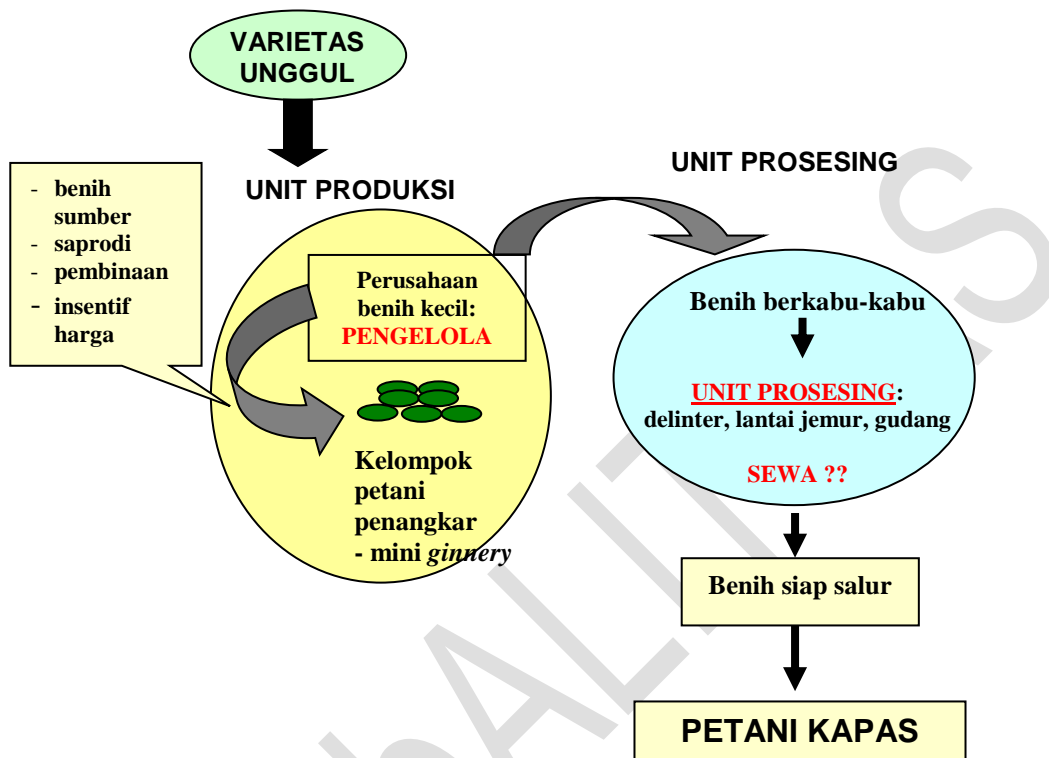 VARIETAS
UNGGUL
UNIT PROSESING
UNIT PRODUKSI
- benih
sumber
- saprodi
- pembinaan
- insentif
harga
Perusahaan
benih kecil:
PENGELOLA
Kelompok
petani
penangkar
- mini ginnery
Benih berkabu-kabu
UNIT PROSESING:
delinter, lantai jemur, gudang
SEWA ??
Benih siap salur
PETANI KAPAS